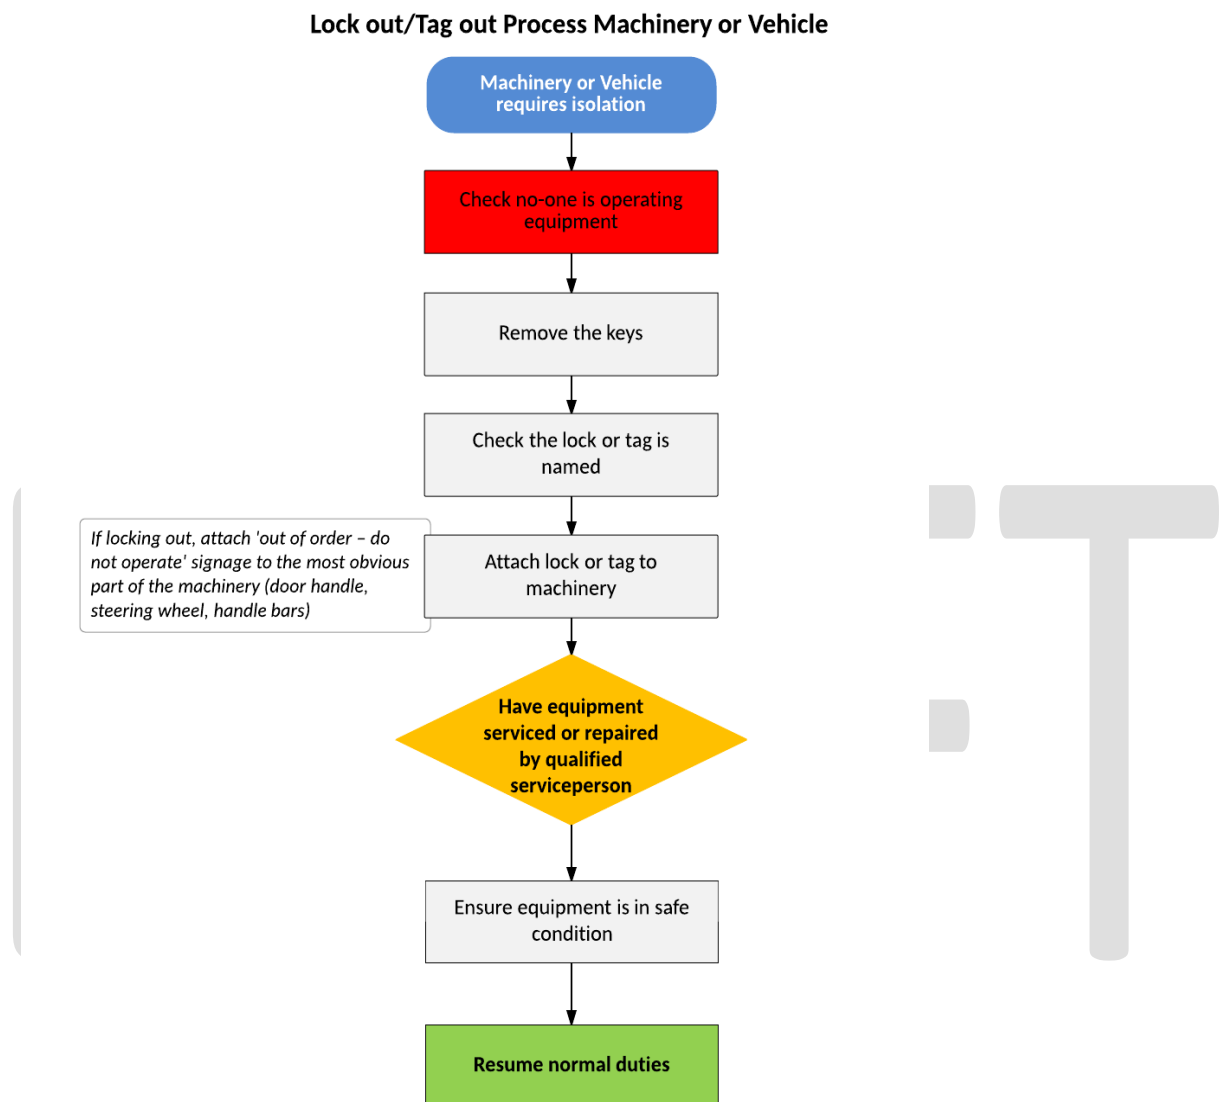 Lock out/Tag out Process Machinery or Vehicle
Machinery or Vehicle
requires isolation
Check no-one is operating
equipment
Remove the keys
Check the lock or tag is
named
If locking out, attach 'out of order – do
not operate' signage to the most obvious
part of the machinery (door handle,
steering wheel, handle bars)
Attach lock or tag to
machinery
Have equipment
serviced or repaired
by qualified
serviceperson
Ensure equipment is in safe
condition
Resume normal duties